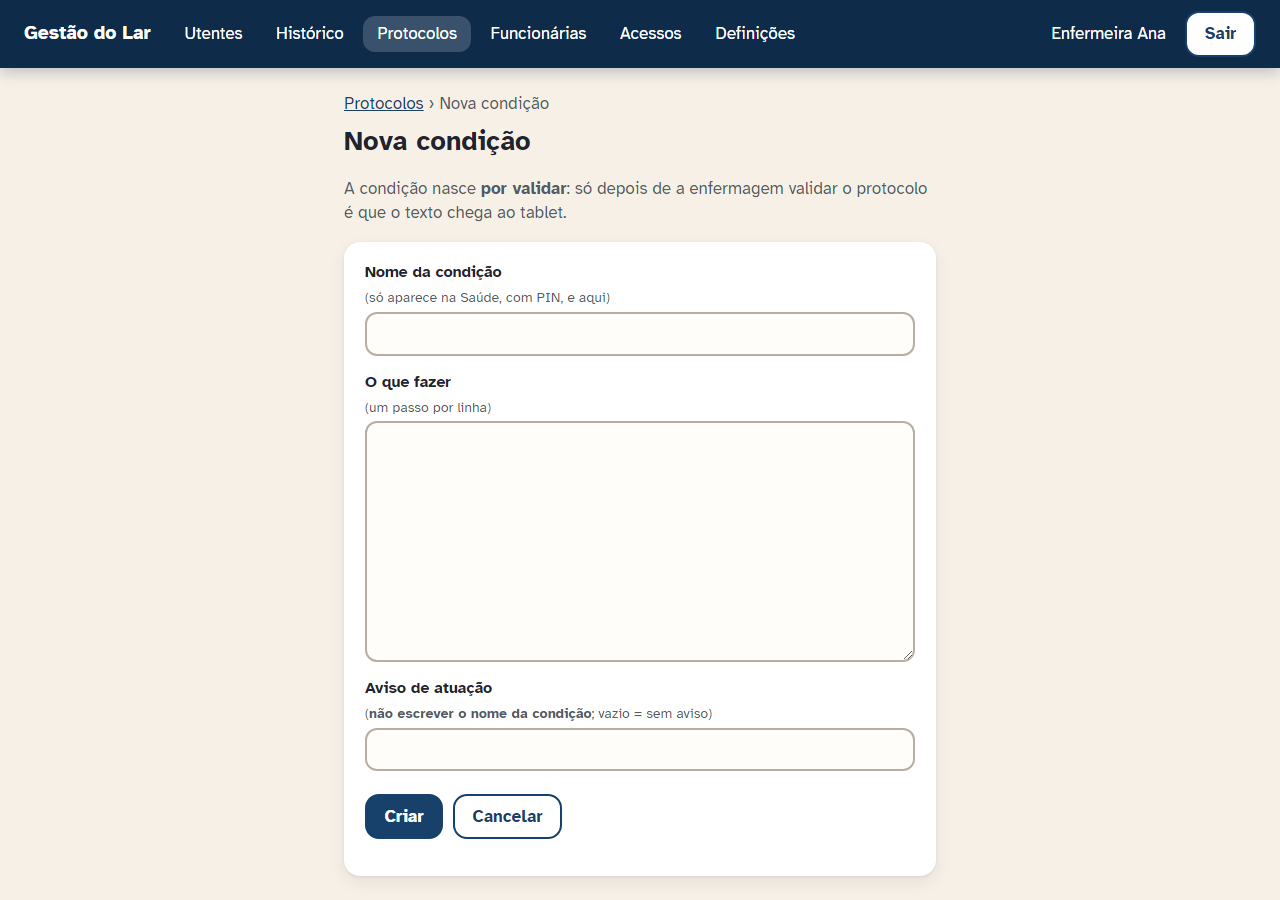 Gestão do Lar Utentes Histórico Protocolos Funcionárias Acessos Definições Enfermeira Ana Sair
Protocolos › Nova condição
Nova condição
A condição nasce por validar: só depois de a enfermagem validar o protocolo
é que o texto chega ao tablet.
Nome da condição
(só aparece na Saúde, com PIN, e aqui)
O que fazer
(um passo por linha)
Aviso de atuação
(não escrever o nome da condição; vazio = sem aviso)
Criar Cancelar